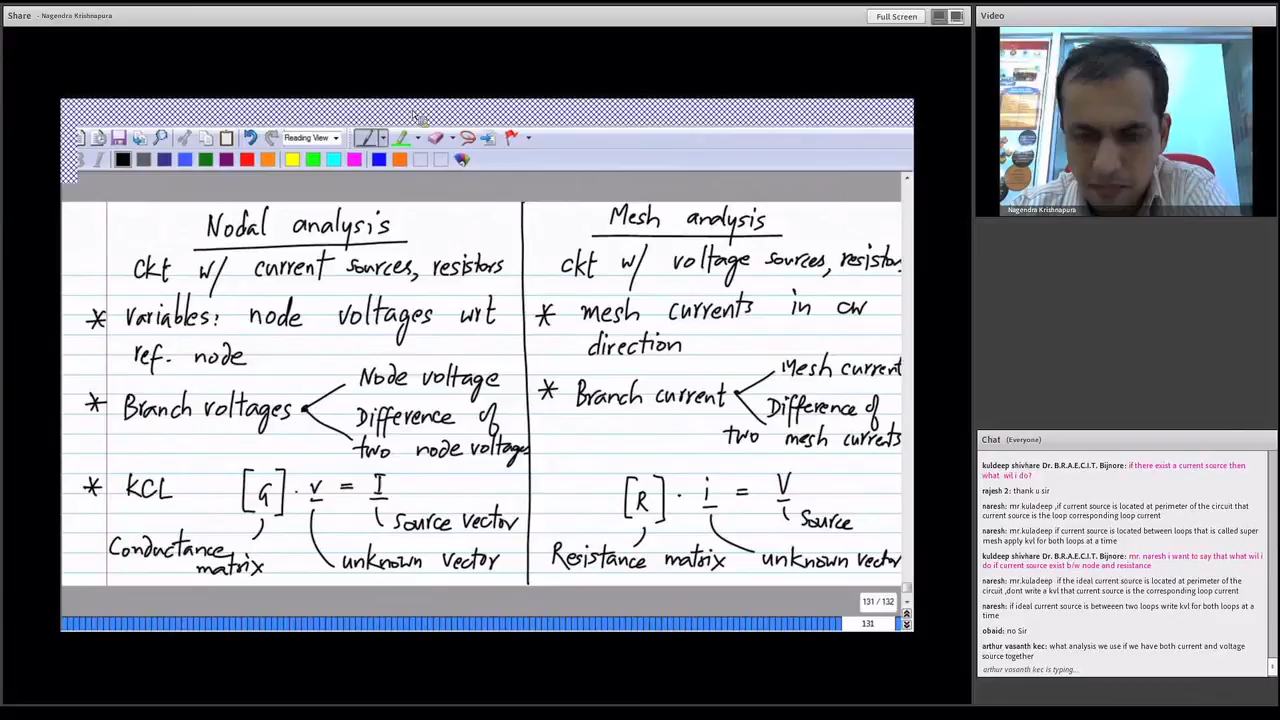 Share - Nagendra Krishnapura
Full Screen
Video
Nagendra Krishnapura
Reading View
Nodal analysis
ckt w/ current sources, resistors
* variables: node voltages wrt
ref. node
* Branch voltages
Node voltage
Difference of
two node voltages
* KCL [G] · v = I
source vector
Conductance
matrix
unknown vector
Mesh analysis
ckt w/ voltage sources, resistor
* mesh currents in cw
direction
* Branch current
Mesh current
Difference of
two mesh currents
[R] · i = V
Source
Resistance matrix
unknown vector
131 / 132
131
Chat (Everyone)
kuldeep shivhare Dr. B.R.A.E.C.I.T. Bijnore: if there exist a current scorce then
what wil i do?
rajesh 2: thank u sir
naresh: mr.kuladeep ,if current source is located at perimeter of the circuit that
current source is the loop corresponding loop current
naresh: mr.kuladeep if current source is located between loops that is called super
mesh apply kvl for both loops at a time
kuldeep shivhare Dr. B.R.A.E.C.I.T. Bijnore: mr. naresh i want to say that what wil i
do if current source exist b/w node and resistance
naresh: mr.kuladeep if the ideal current source is located at perimeter of the
circuit ,dont write a kvl that current source is the corresponding loop current
naresh: if ideal current source is betweeen two loops write kvl for both loops at a
time
obaid: no Sir
arthur vasanth kec: what analysis we use if we have both current and voltage
source together
arthur vasanth kec is typing...